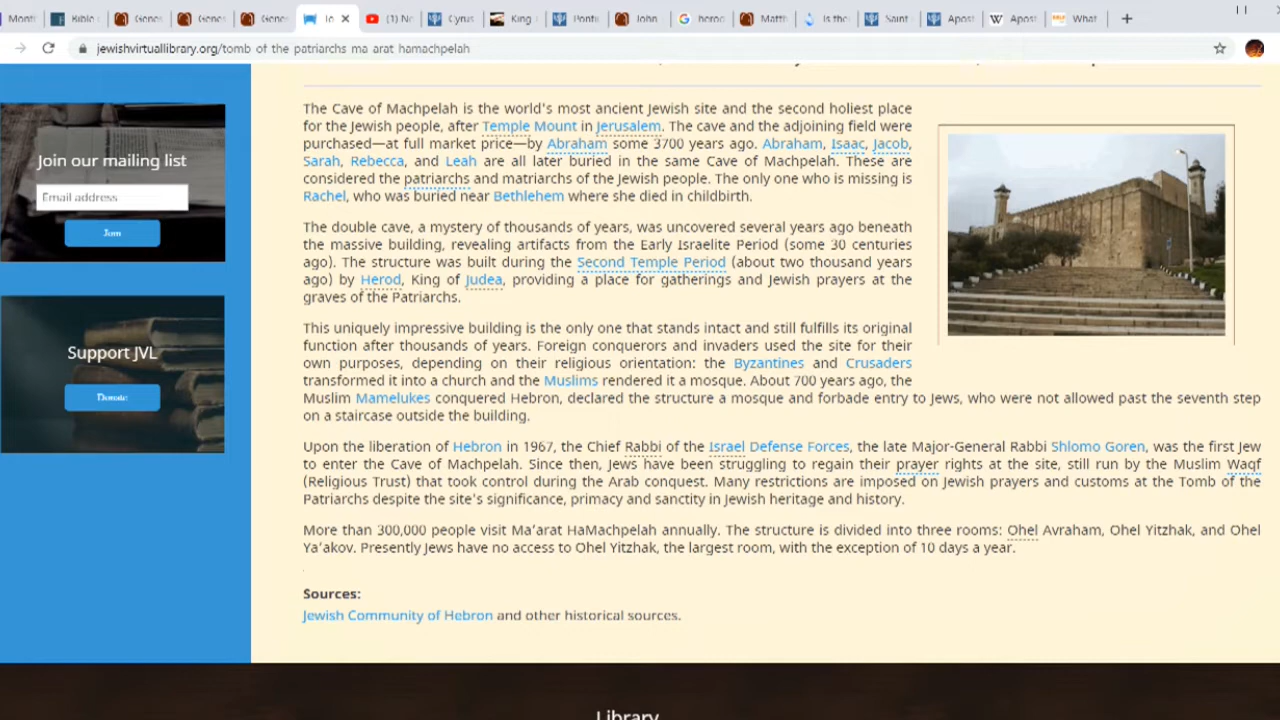 Genes
Genes
Genes
(1) N
Cyrus
King
Ponti
John
G
Matt
Is the
Saint
Apost
W Apost
What
jewishvirtuallibrary.org/tomb of the patriarchs ma arat hamachpelah
Join our mailing list
Email address
Join
Support JVL
Donate
The Cave of Machpelah is the world's most ancient Jewish site and the second holiest place
for the Jewish people, after Temple Mount in Jerusalem. The cave and the adjoining field were
purchased—at full market price—by Abraham some 3700 years ago. Abraham, Isaac, Jacob,
Sarah, Rebecca, and Leah are all later buried in the same Cave of Machpelah. These are
considered the patriarchs and matriarchs of the Jewish people. The only one who is missing is
Rachel, who was buried near Bethlehem where she died in childbirth.
The double cave, a mystery of thousands of years, was uncovered several years ago beneath
the massive building, revealing artifacts from the Early Israelite Period (some 30 centuries
ago). The structure was built during the Second Temple Period (about two thousand years
ago) by Herod, King of Judea, providing a place for gatherings and Jewish prayers at the
graves of the Patriarchs.
This uniquely impressive building is the only one that stands intact and still fulfills its original
function after thousands of years. Foreign conquerors and invaders used the site for their
own purposes, depending on their religious orientation: the Byzantines and Crusaders
transformed it into a church and the Muslims rendered it a mosque. About 700 years ago, the
Muslim Mamelukes conquered Hebron, declared the structure a mosque and forbade entry to Jews, who were not allowed past the seventh step
on a staircase outside the building.
Upon the liberation of Hebron in 1967, the Chief Rabbi of the Israel Defense Forces, the late Major-General Rabbi Shlomo Goren, was the first Jew
to enter the Cave of Machpelah. Since then, Jews have been struggling to regain their prayer rights at the site, still run by the Muslim Waqf
(Religious Trust) that took control during the Arab conquest. Many restrictions are imposed on Jewish prayers and customs at the Tomb of the
Patriarchs despite the site's significance, primacy and sanctity in Jewish heritage and history.
More than 300,000 people visit Ma'arat HaMachpelah annually. The structure is divided into three rooms: Ohel Avraham, Ohel Yitzhak, and Ohel
Ya'akov. Presently Jews have no access to Ohel Yitzhak, the largest room, with the exception of 10 days a year.
Sources:
Jewish Community of Hebron and other historical sources.
Library